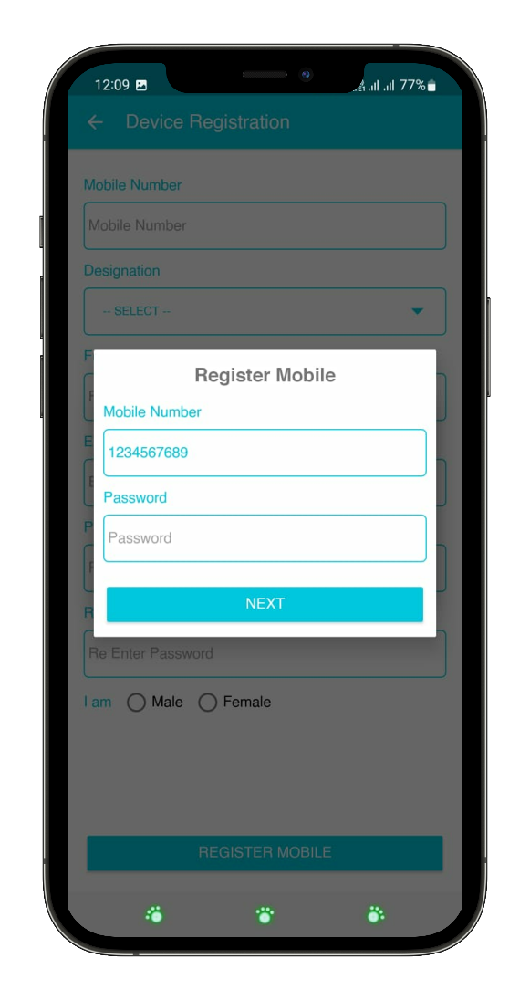 12:09
77%
Device Registration
Mobile Number
Mobile Number
Designation
-- SELECT --
Register Mobile
Mobile Number
1234567689
Password
Password
NEXT
Re Enter Password
I am Male Female
REGISTER MOBILE